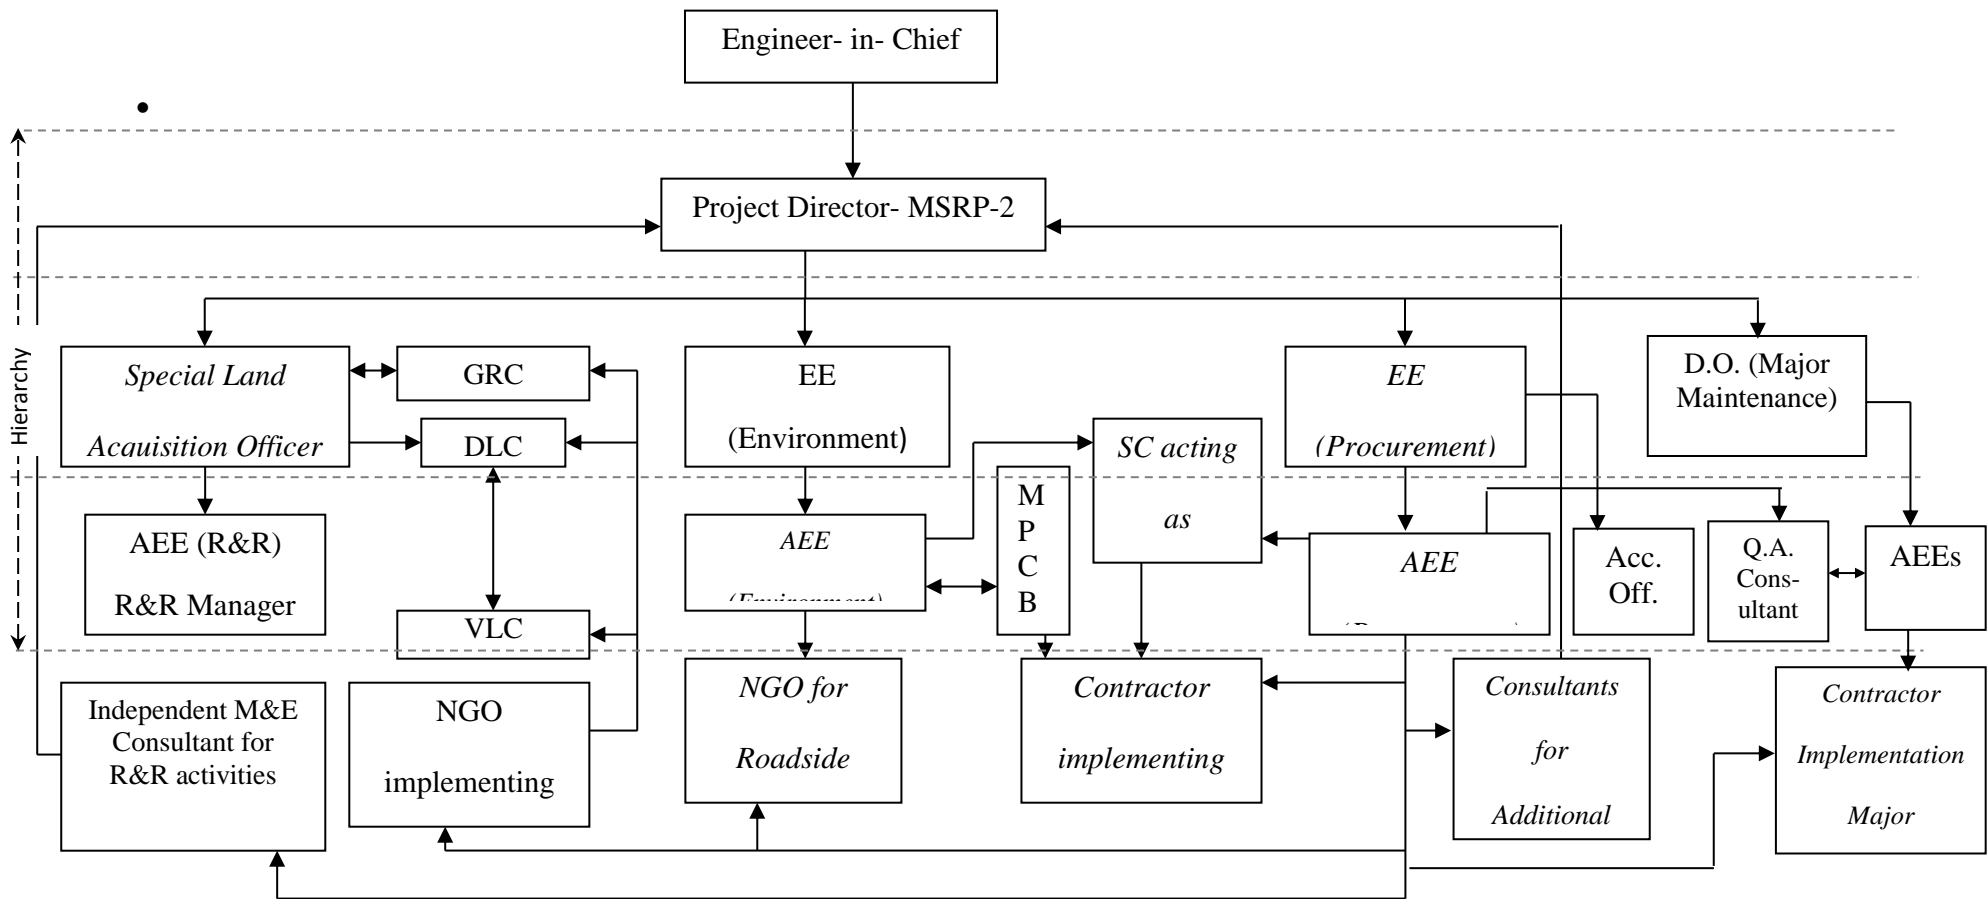 Engineer- in- Chief
•
Project Director- MSRP-2
Hierarchy
Special Land
Acquisition Officer
GRC
DLC
EE
(Environment)
SC acting
as
EE
(Procurement)
D.O. (Major
Maintenance)
AEE (R&R)
R&R Manager
VLC
AEE
(Environment)
M
P
C
B
AEE
Acc.
Off.
Q.A.
Cons-
ultant
AEEs
Independent M&E
Consultant for
R&R activities
NGO
implementing
NGO for
Roadside
Contractor
implementing
Consultants
for
Additional
Contractor
Implementation
Major